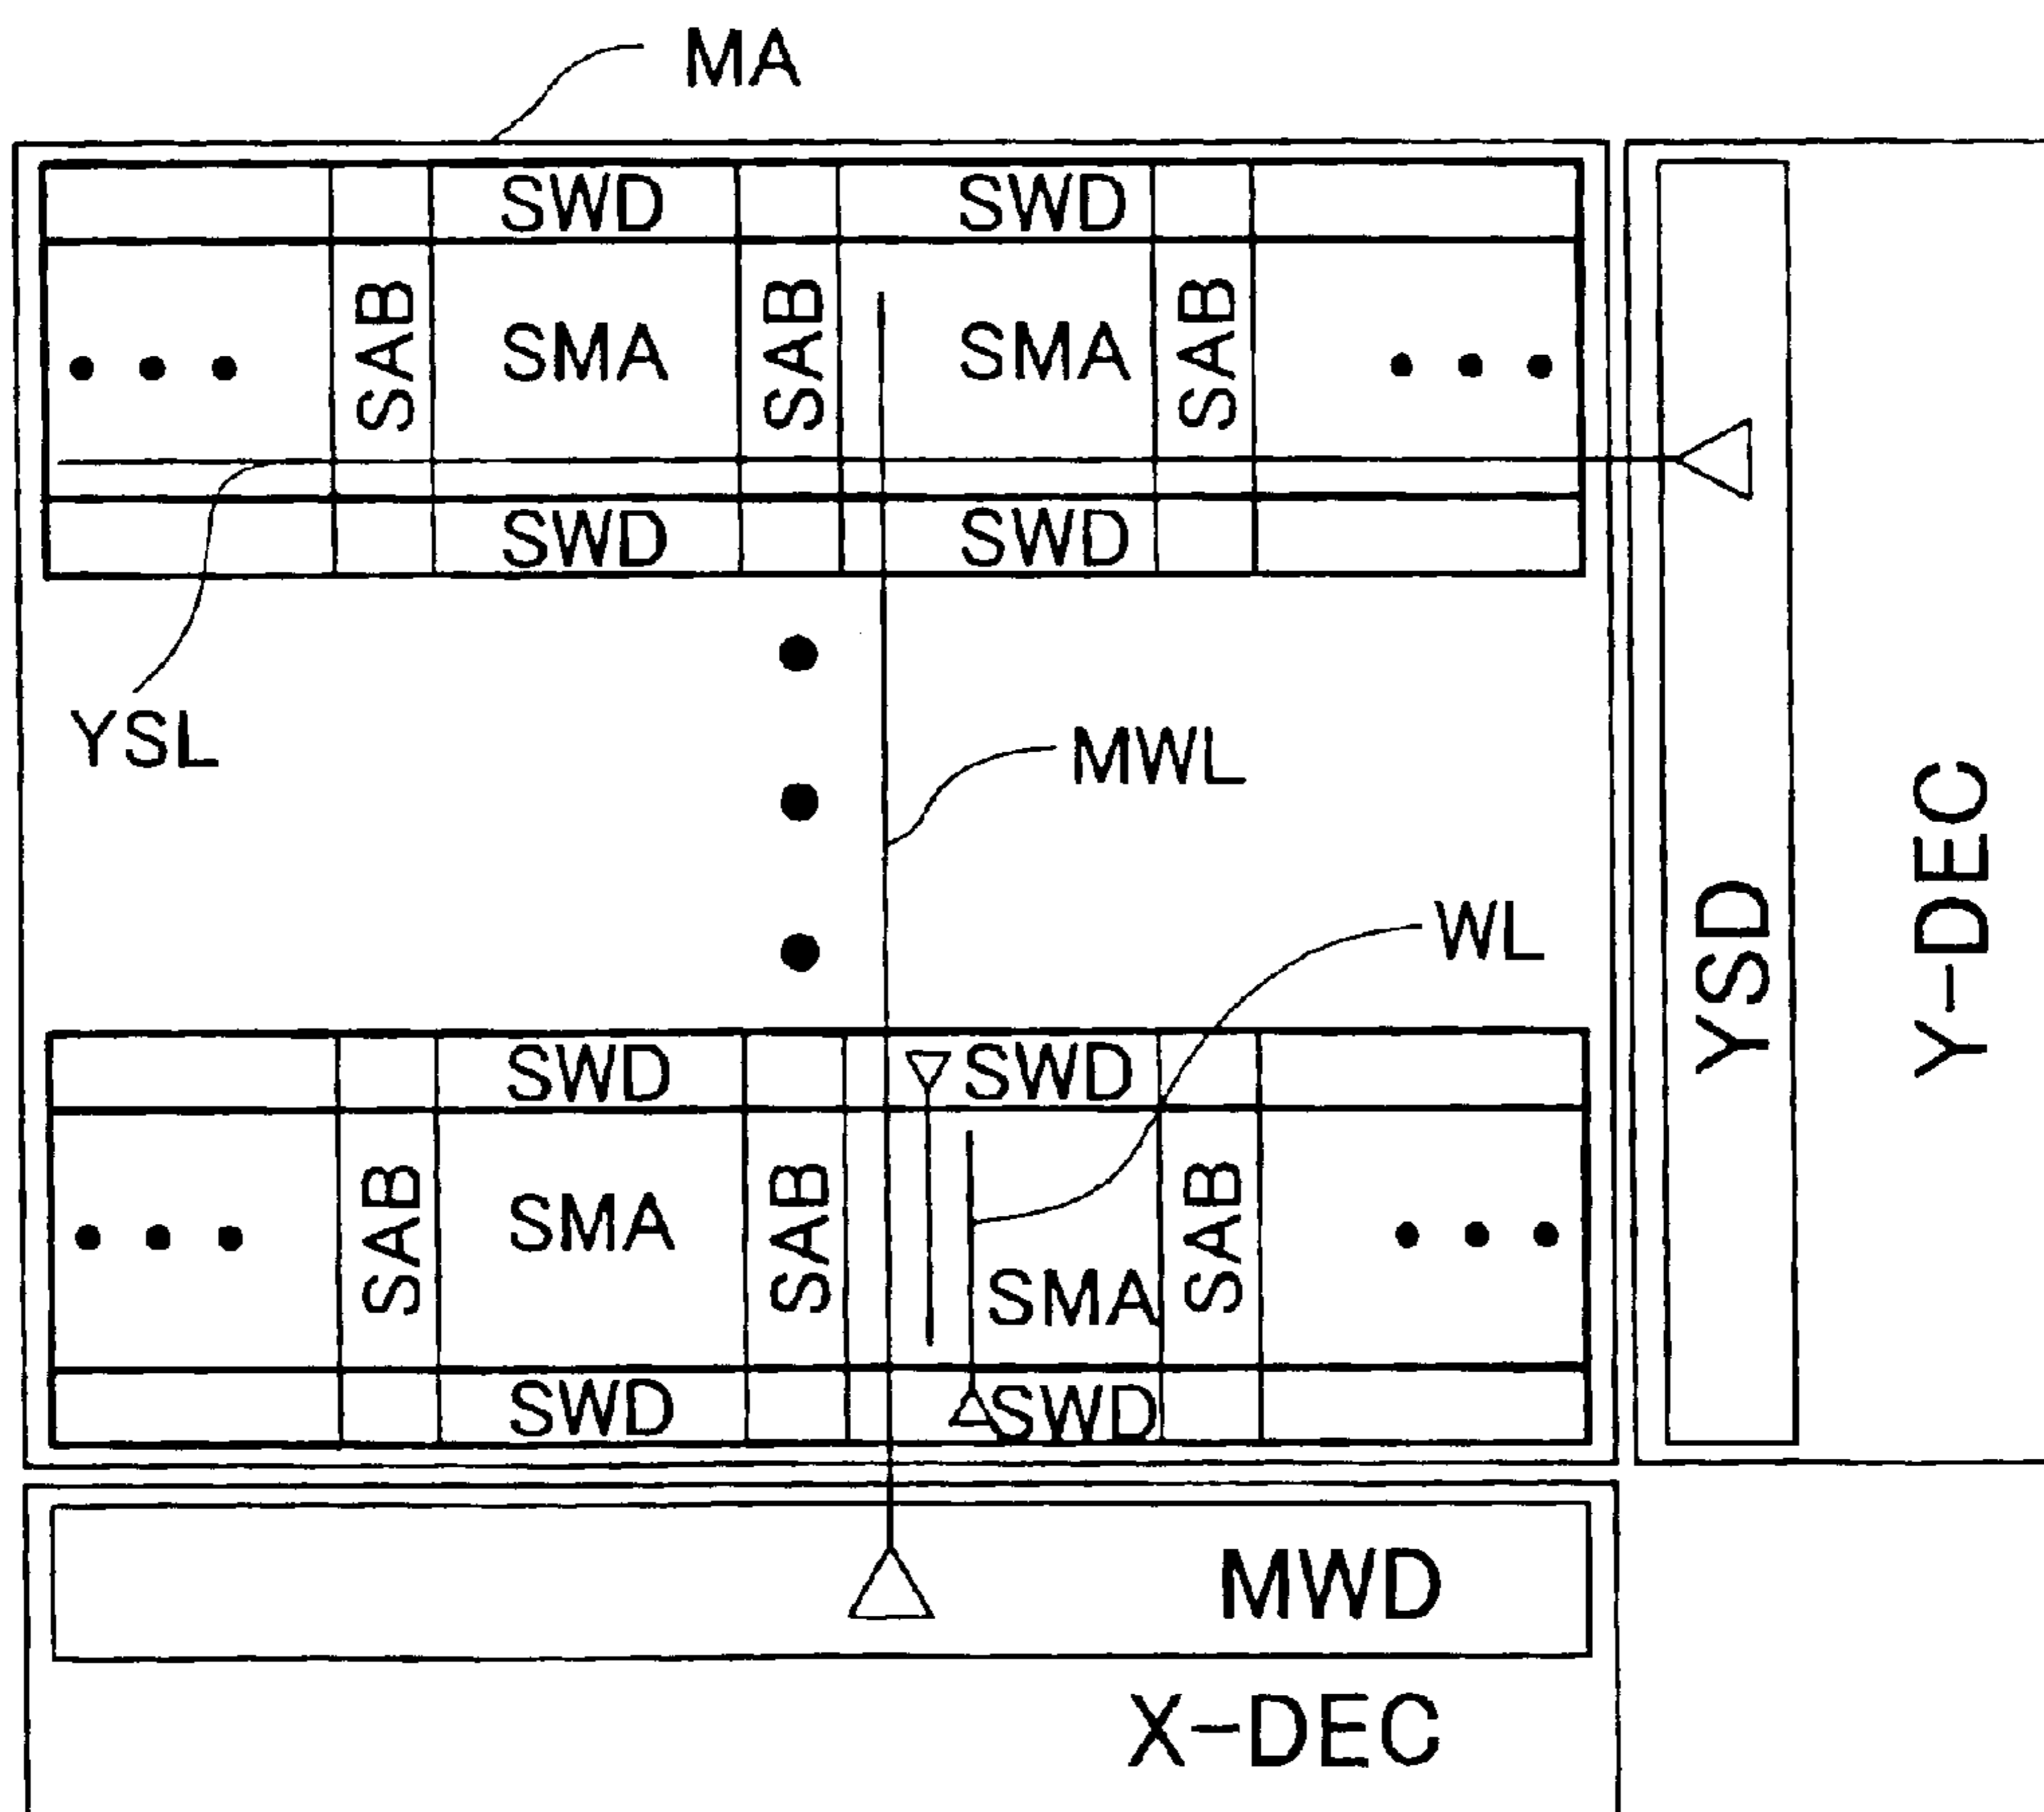 MA
SWD SWD
SAB SMA SAB SMA SAB
SWD SWD
YSL
MWL
WL
YSD
Y-DEC
SWD SWD
SAB SMA SAB SMA SAB
SWD SWD
MWD
X-DEC